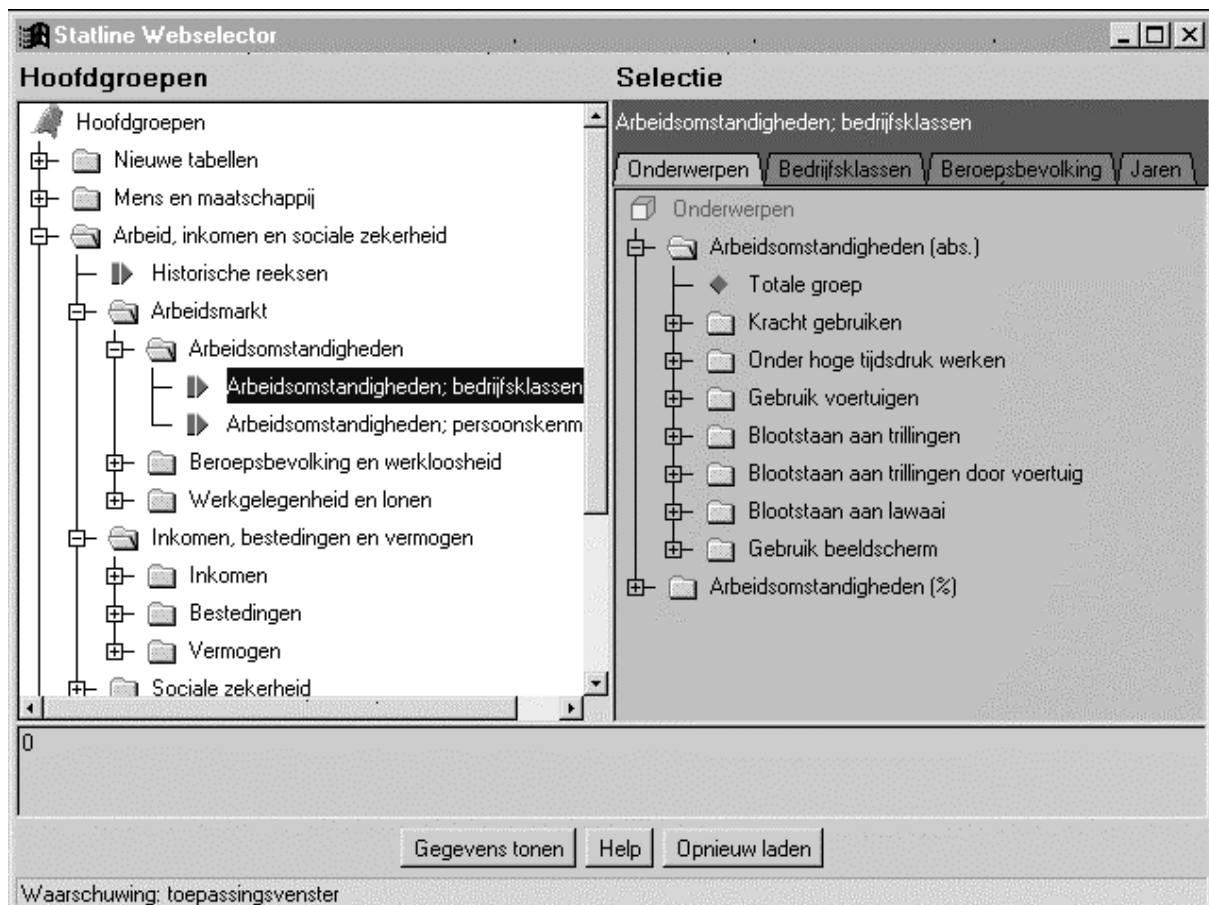 Statline Webselector
Hoofdgroepen
Hoofdgroepen
Nieuwe tabellen
Mens en maatschappij
Arbeid, inkomen en sociale zekerheid
Historische reeksen
Arbeidsmarkt
Arbeidsomstandigheden
Arbeidsomstandigheden; bedrijfsklassen
Arbeidsomstandigheden; persoonskenm
Beroepsbevolking en werkloosheid
Werkgelegenheid en lonen
Inkomen, bestedingen en vermogen
Inkomen
Bestedingen
Vermogen
Sociale zekerheid
Selectie
Arbeidsomstandigheden; bedrijfsklassen
Onderwerpen Bedrijfsklassen Beroepsbevolking Jaren
Onderwerpen
Arbeidsomstandigheden (abs.)
Totale groep
Kracht gebruiken
Onder hoge tijdsdruk werken
Gebruik voertuigen
Blootstaan aan trillingen
Blootstaan aan trillingen door voertuig
Blootstaan aan lawaai
Gebruik beeldscherm
Arbeidsomstandigheden (%)
0
Gegevens tonen Help Opnieuw laden
Waarschuwing: toepassingsvenster